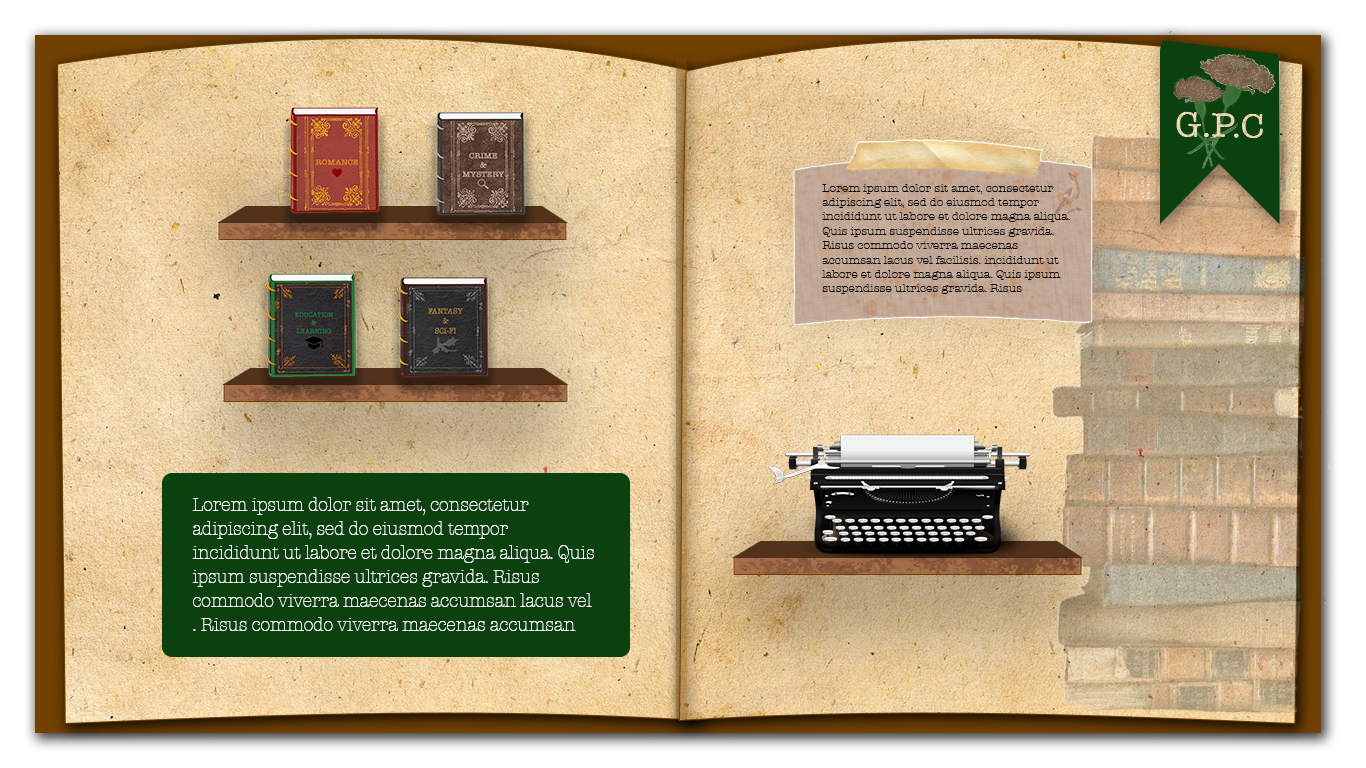 ROMANCE
CRIME
&
MYSTERY
EDUCATION
&
LEARNING
FANTASY
&
SCI-FI
Lorem ipsum dolor sit amet, consectetur
adipiscing elit, sed do eiusmod tempor
incididunt ut labore et dolore magna aliqua. Quis
ipsum suspendisse ultrices gravida. Risus
commodo viverra maecenas accumsan lacus vel
. Risus commodo viverra maecenas accumsan
G.P.C
Lorem ipsum dolor sit amet, consectetur
adipiscing elit, sed do eiusmod tempor
incididunt ut labore et dolore magna aliqua.
Quis ipsum suspendisse ultrices gravida.
Risus commodo viverra maecenas
accumsan lacus vel facilisis. incididunt ut
labore et dolore magna aliqua. Quis ipsum
suspendisse ultrices gravida. Risus